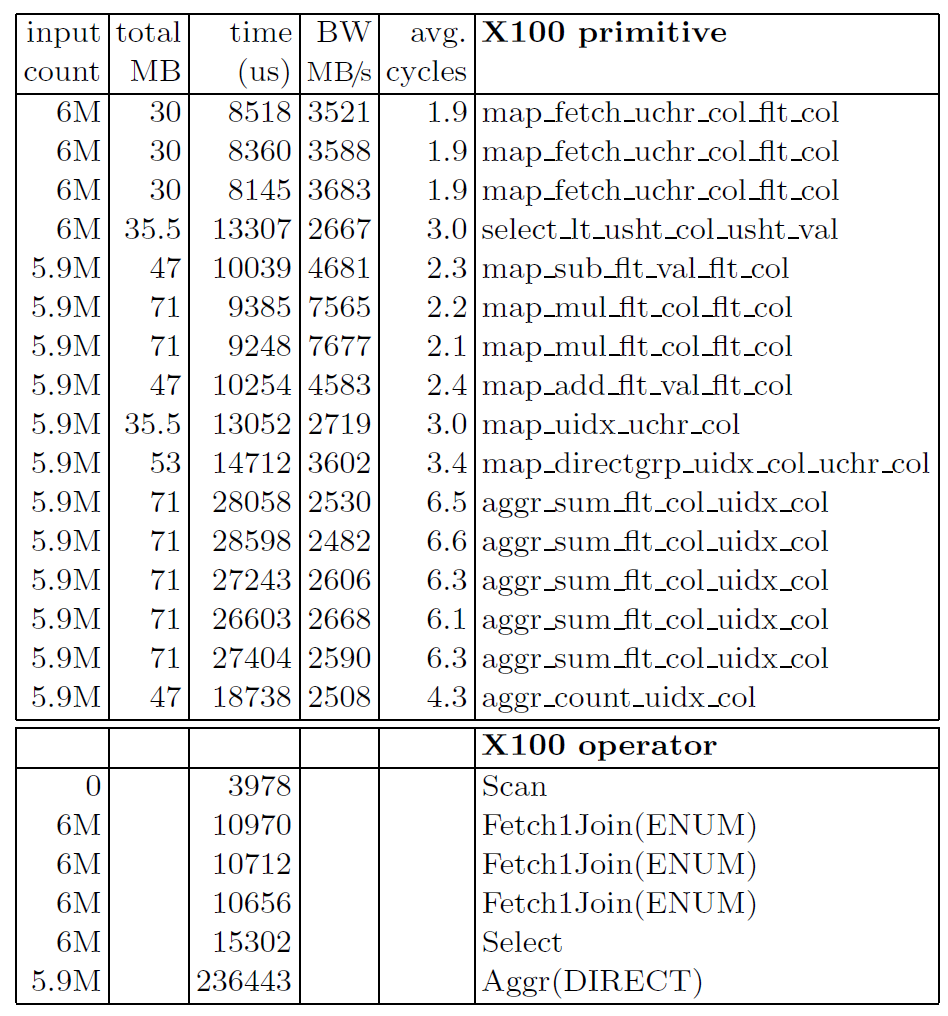 input total time BW avg. X100 primitive
count MB (us) MB/s cycles
6M 30 8518 3521 1.9 map_fetch_uchr_col_flt_col
6M 30 8360 3588 1.9 map_fetch_uchr_col_flt_col
6M 30 8145 3683 1.9 map_fetch_uchr_col_flt_col
6M 35.5 13307 2667 3.0 select_lt_usht_col_usht_val
5.9M 47 10039 4681 2.3 map_sub_flt_val_flt_col
5.9M 71 9385 7565 2.2 map_mul_flt_col_flt_col
5.9M 71 9248 7677 2.1 map_mul_flt_col_flt_col
5.9M 47 10254 4583 2.4 map_add_flt_val_flt_col
5.9M 35.5 13052 2719 3.0 map_uidx_uchr_col
5.9M 53 14712 3602 3.4 map_directgrp_uidx_col_uchr_col
5.9M 71 28058 2530 6.5 aggr_sum_flt_col_uidx_col
5.9M 71 28598 2482 6.6 aggr_sum_flt_col_uidx_col
5.9M 71 27243 2606 6.3 aggr_sum_flt_col_uidx_col
5.9M 71 26603 2668 6.1 aggr_sum_flt_col_uidx_col
5.9M 71 27404 2590 6.3 aggr_sum_flt_col_uidx_col
5.9M 47 18738 2508 4.3 aggr_count_uidx_col
X100 operator
0 3978 Scan
6M 10970 Fetch1Join(ENUM)
6M 10712 Fetch1Join(ENUM)
6M 10656 Fetch1Join(ENUM)
6M 15302 Select
5.9M 236443 Aggr(DIRECT)